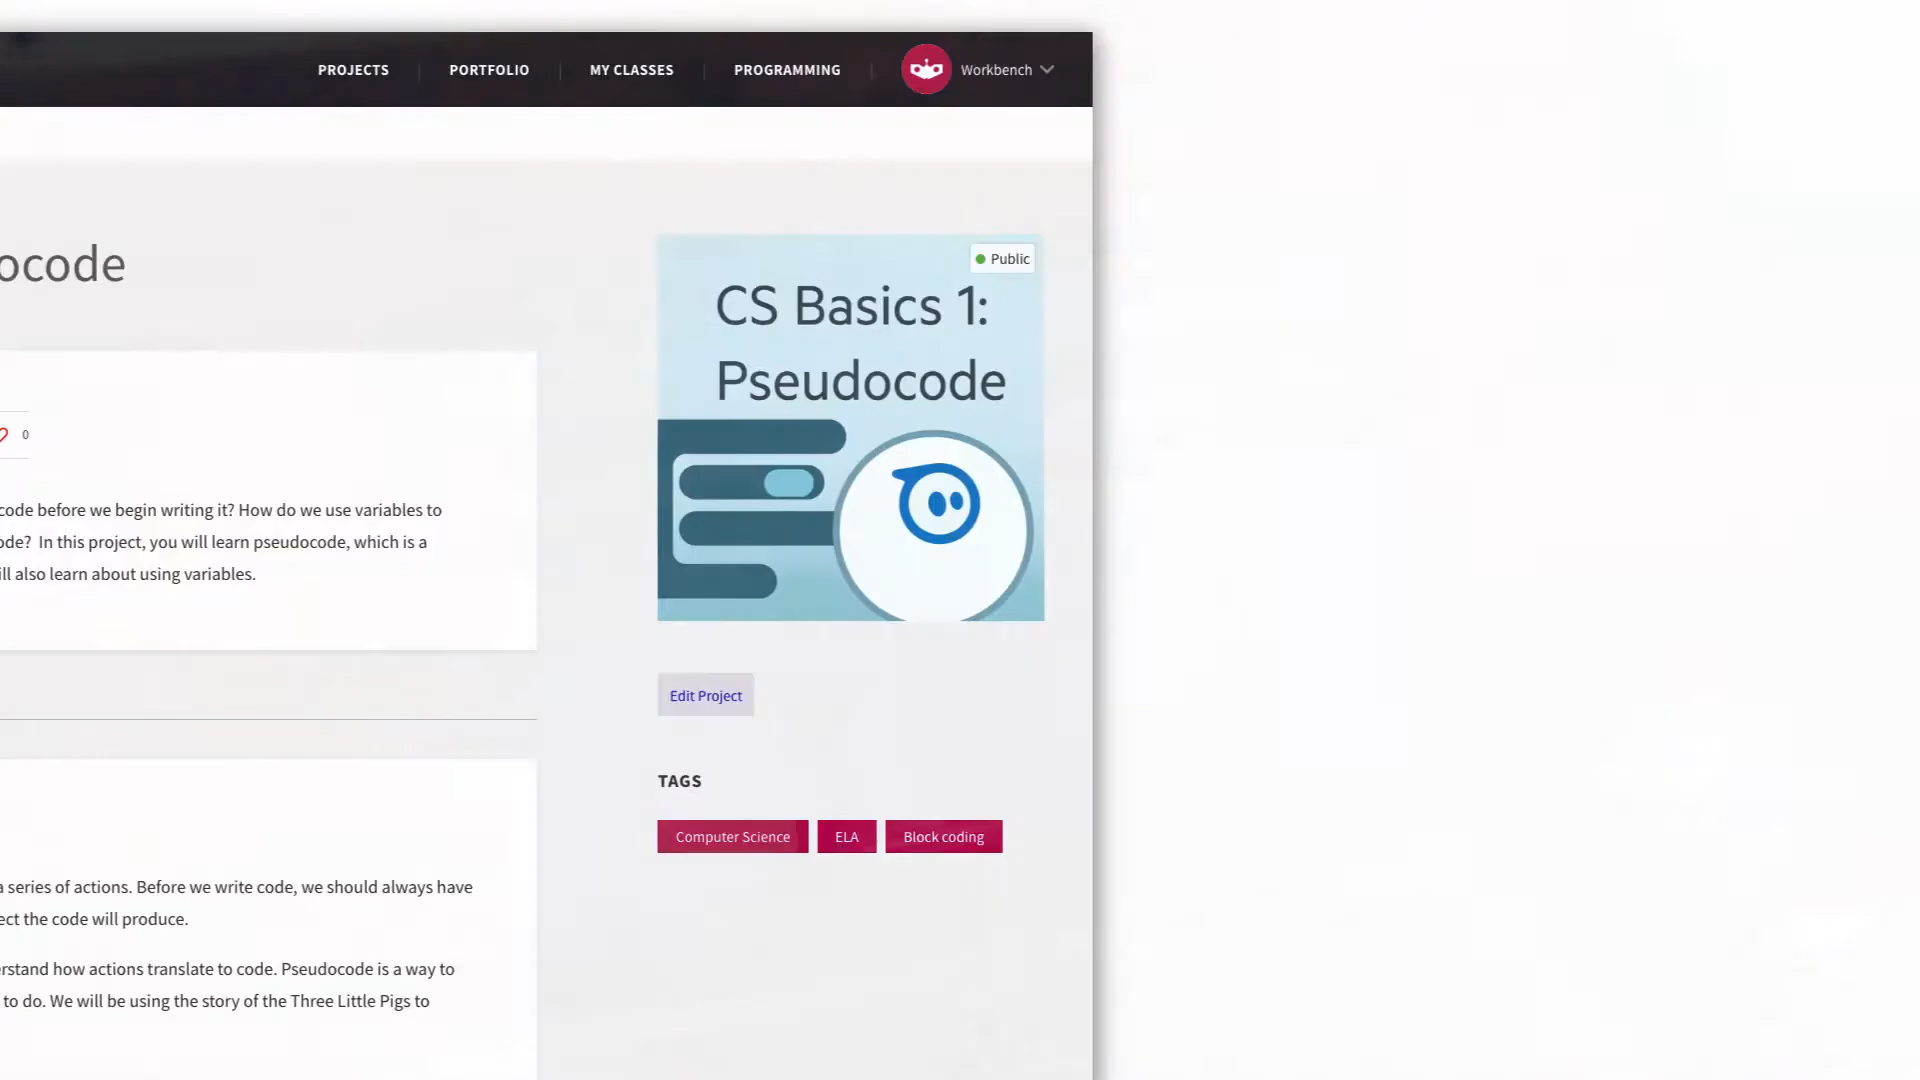 PROJECTS PORTFOLIO MY CLASSES PROGRAMMING Workbench
ocode
0
code before we begin writing it? How do we use variables to
ode? In this project, you will learn pseudocode, which is a
ill also learn about using variables.
a series of actions. Before we write code, we should always have
ect the code will produce.
erstand how actions translate to code. Pseudocode is a way to
to do. We will be using the story of the Three Little Pigs to
Public
CS Basics 1:
Pseudocode
Edit Project
TAGS
Computer Science ELA Block coding